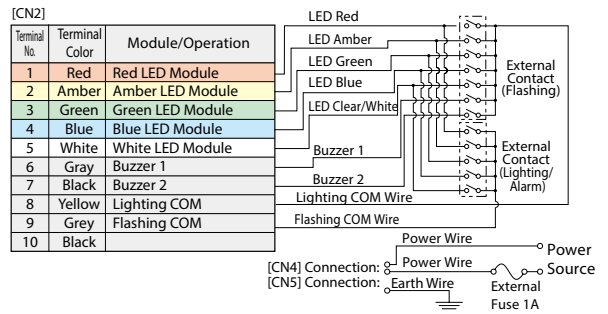 [CN2]
Terminal No. Terminal Color Module/Operation
1 Red Red LED Module
2 Amber Amber LED Module
3 Green Green LED Module
4 Blue Blue LED Module
5 White White LED Module
6 Gray Buzzer 1
7 Black Buzzer 2
8 Yellow Lighting COM
9 Grey Flashing COM
10 Black
LED Red
LED Amber
LED Green
LED Blue
LED Clear/White
Buzzer 1
Buzzer 2
Lighting COM Wire
Flashing COM Wire
External
Contact
(Flashing)
External
Contact
(Lighting/
Alarm)
Power Wire
[CN4] Connection: Power Wire
[CN5] Connection: Earth Wire
Power
Source
External
Fuse 1A